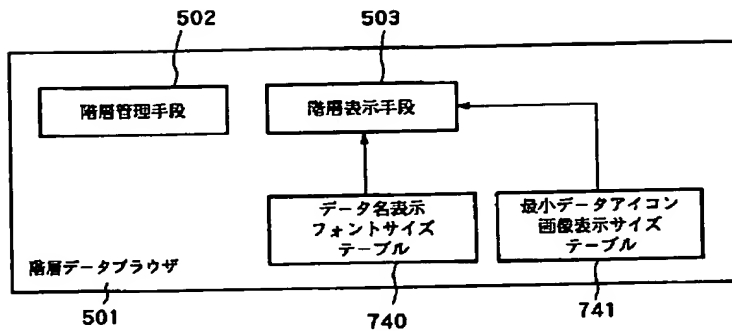 502
503
階層管理手段
階層表示手段
データ名表示
フォントサイズ
テーブル
最小データアイコン
画像表示サイズ
テーブル
階層データブラウザ
501
740
741